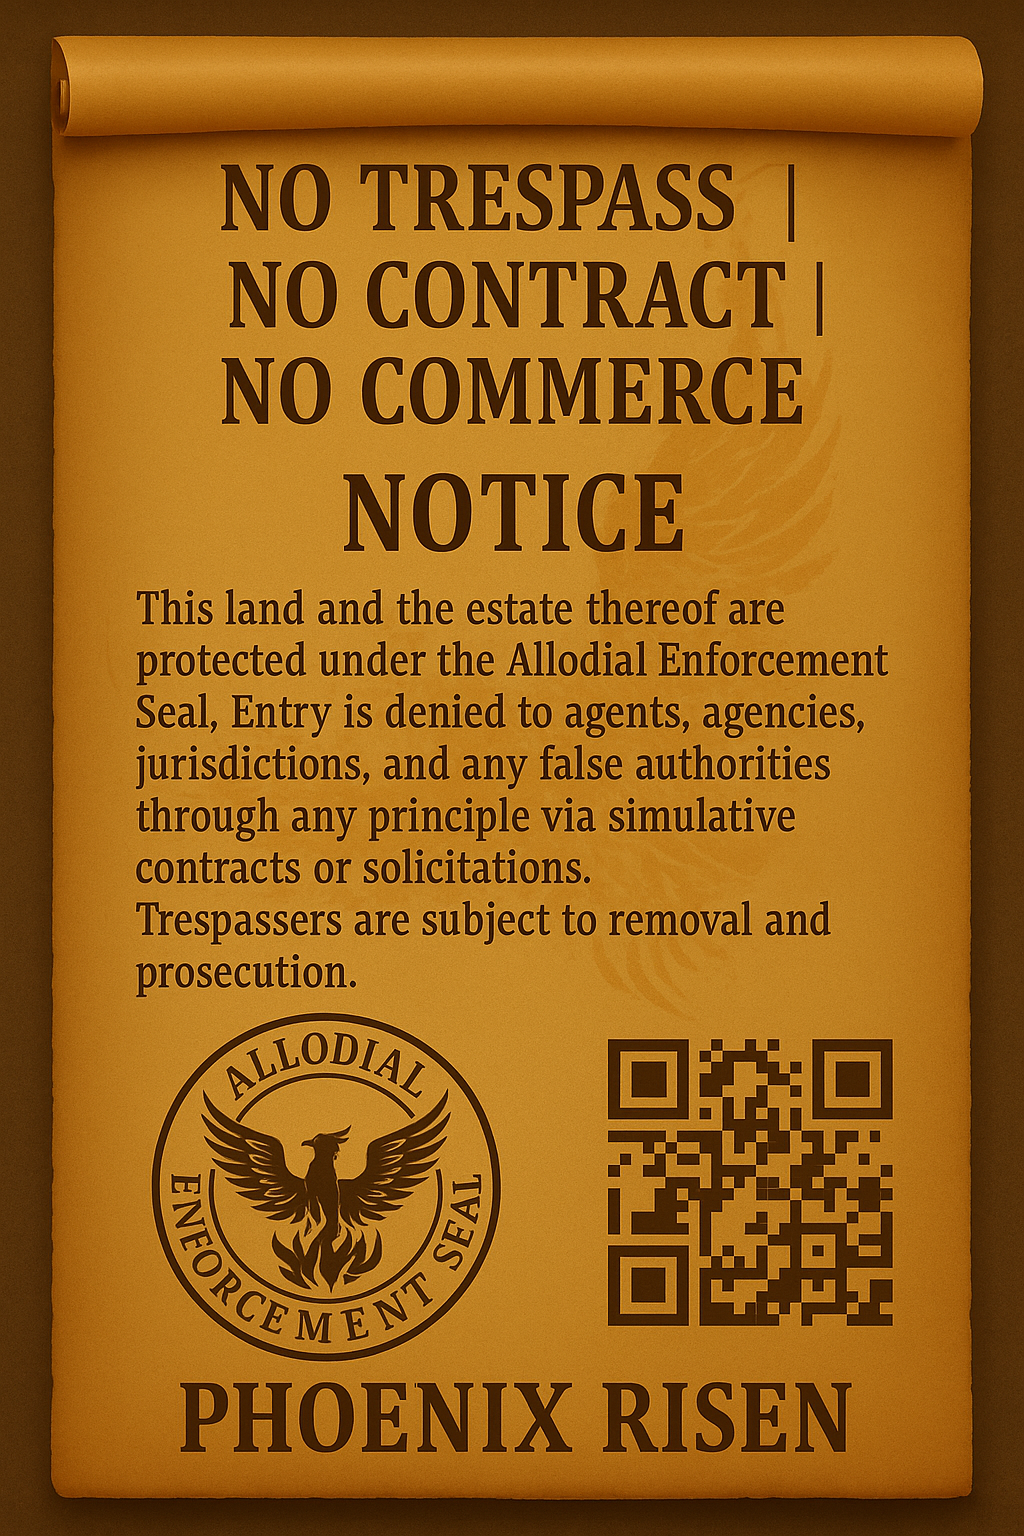 NO TRESPASS |
NO CONTRACT |
NO COMMERCE
NOTICE
This land and the estate thereof are
protected under the Allodial Enforcement
Seal, Entry is denied to agents, agencies,
jurisdictions, and any false authorities
through any principle via simulative
contracts or solicitations.
Trespassers are subject to removal and
prosecution.
ALLODIAL
ENFORCEMENT SEAL
PHOENIX RISEN